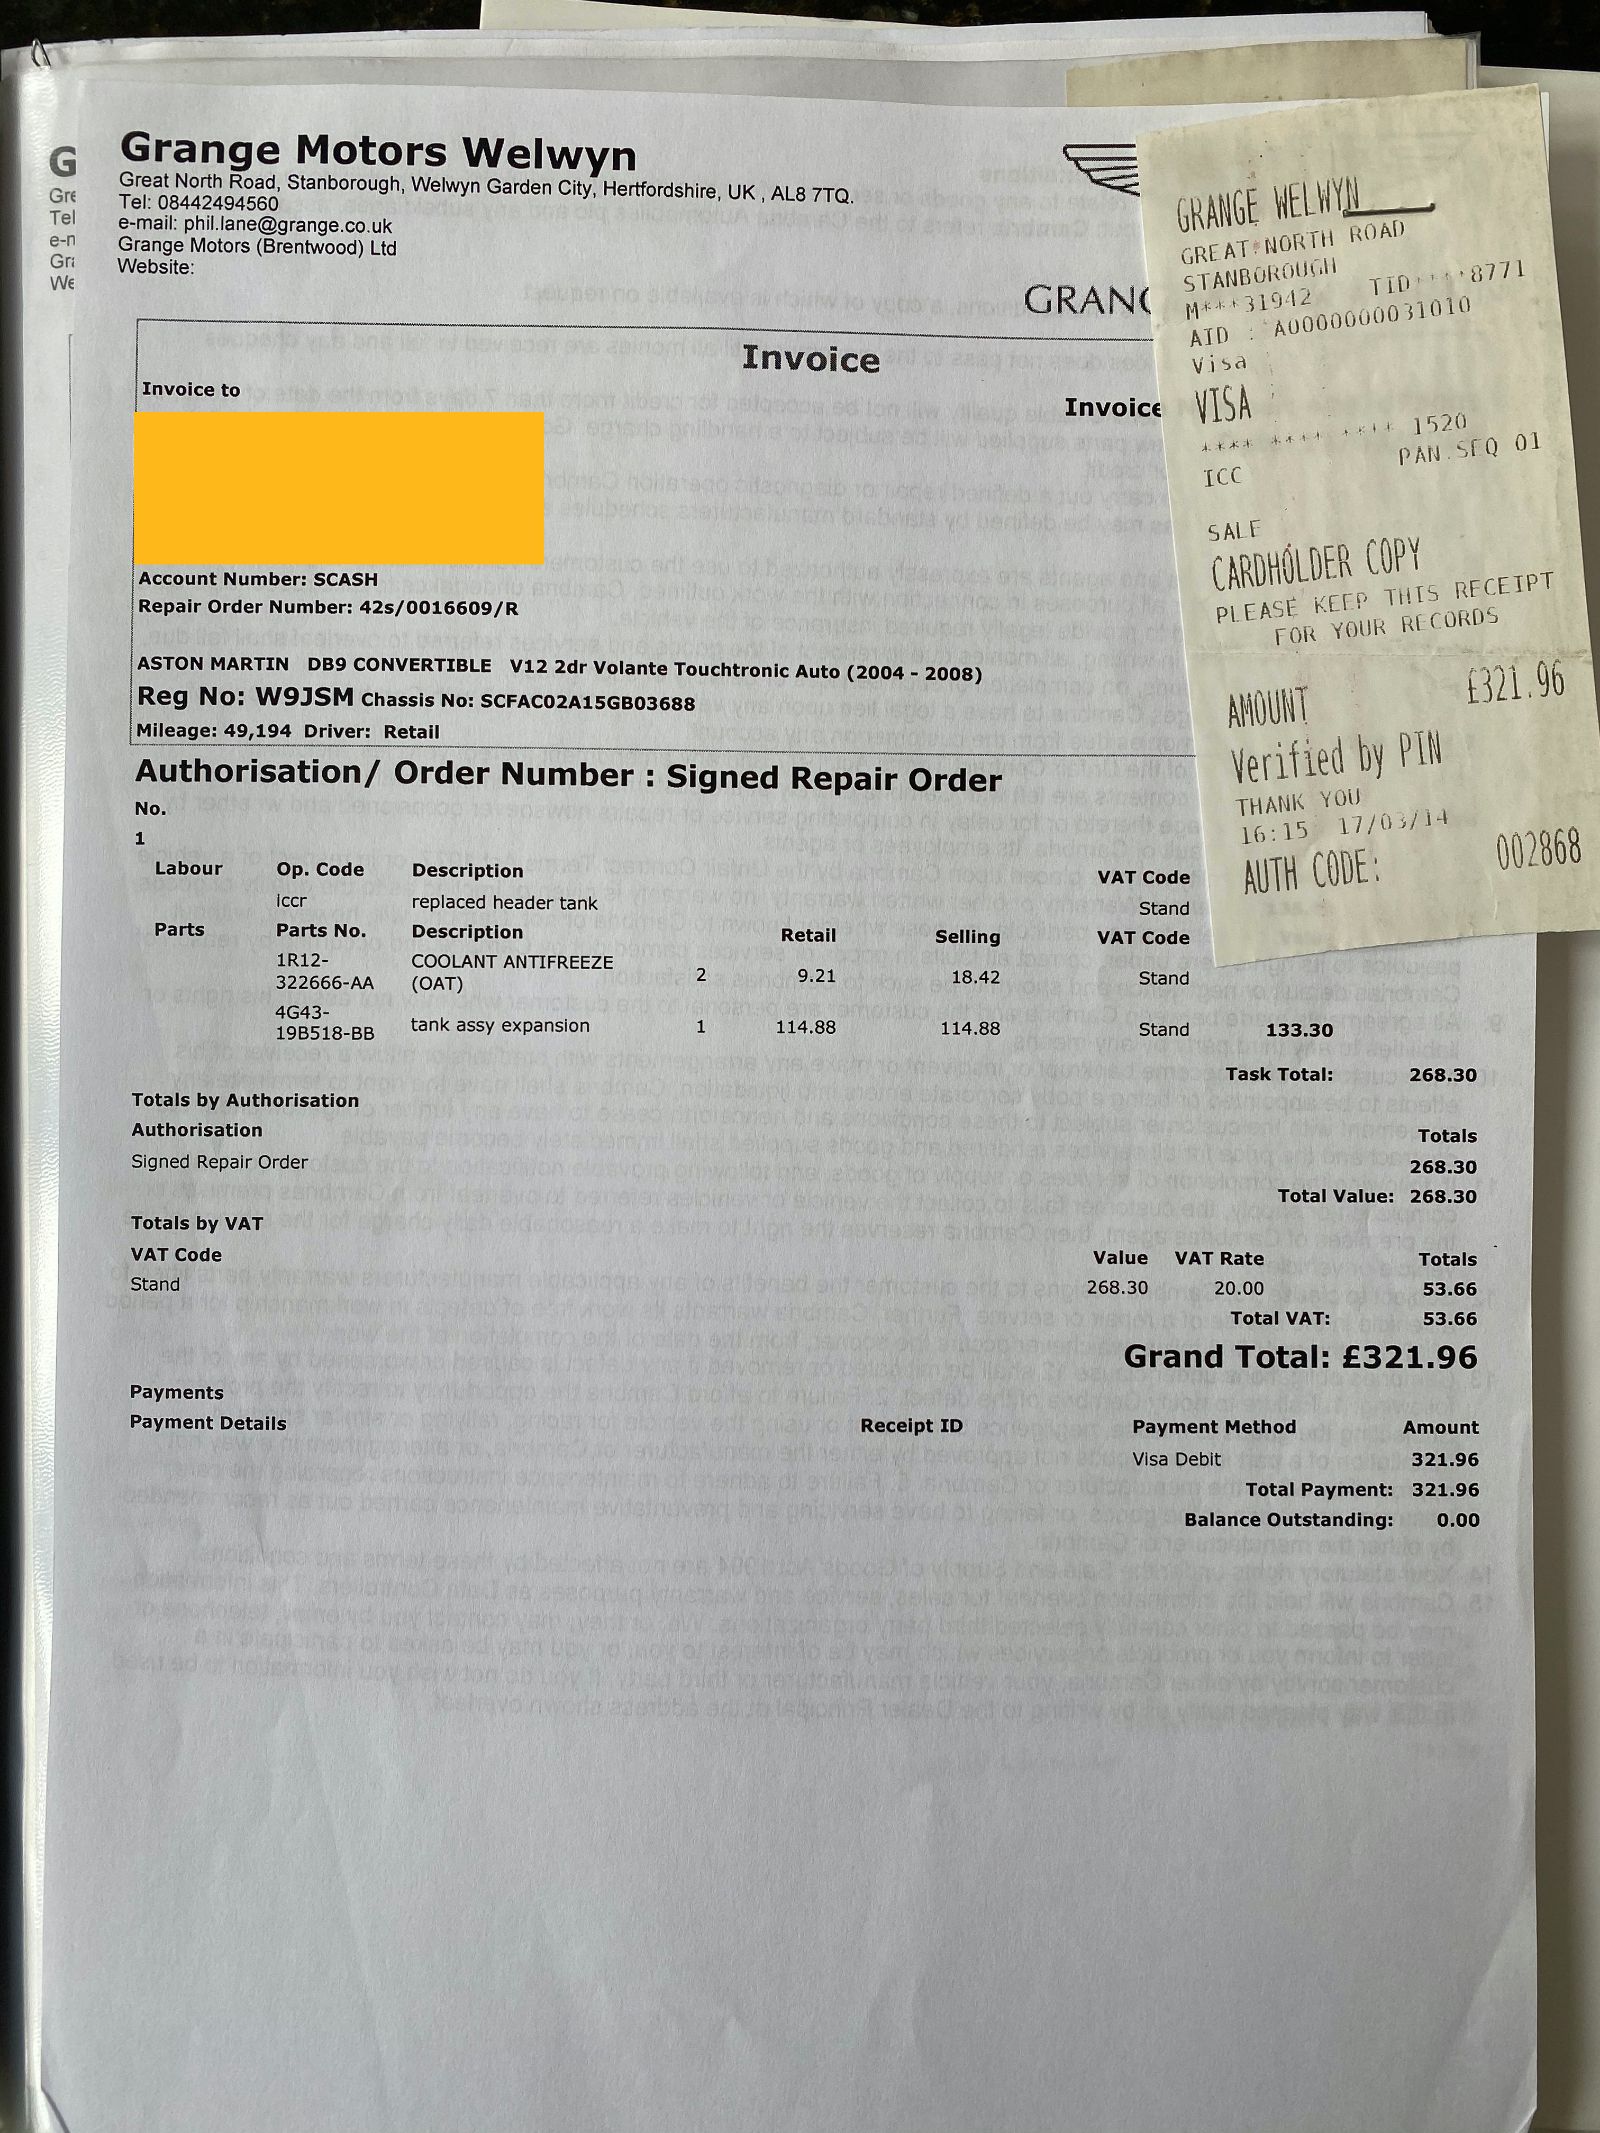 Grange Motors Welwyn
Great North Road, Stanborough, Welwyn Garden City, Hertfordshire, UK , AL8 7TQ.
Tel: 08442494560
e-mail: phil.lane@grange.co.uk
Grange Motors (Brentwood) Ltd
Website:
G
Gre
Tel
e-n
Gra
We
GRANG
Invoice
Invoice to
Invoice
Account Number: SCASH
Repair Order Number: 42s/0016609/R
ASTON MARTIN DB9 CONVERTIBLE V12 2dr Volante Touchtronic Auto (2004 - 2008)
Reg No: W9JSM Chassis No: SCFAC02A15GB03688
Mileage: 49,194 Driver: Retail
Authorisation/ Order Number : Signed Repair Order
No.
1
Labour Op. Code Description VAT Code
iccr replaced header tank Stand
Parts Parts No. Description Retail Selling VAT Code
1R12-322666-AA COOLANT ANTIFREEZE (OAT) 2 9.21 18.42 Stand
4G43-19B518-BB tank assy expansion 1 114.88 114.88 Stand 133.30
Task Total: 268.30
Totals by Authorisation
Authorisation Totals
Signed Repair Order 268.30
Total Value: 268.30
Totals by VAT
VAT Code Value VAT Rate Totals
Stand 268.30 20.00 53.66
Total VAT: 53.66
Grand Total: £321.96
Payments
Payment Details Receipt ID Payment Method Amount
Visa Debit 321.96
Total Payment: 321.96
Balance Outstanding: 0.00
GRANGE WELWYN
GREAT NORTH ROAD
STANBOROUGH
M***31942 TID****8771
AID : A0000000031010
Visa
VISA
**** **** **** 1520
ICC PAN.SEQ 01
SALE
CARDHOLDER COPY
PLEASE KEEP THIS RECEIPT
FOR YOUR RECORDS
AMOUNT £321.96
Verified by PIN
THANK YOU
16:15 17/03/14
AUTH CODE: 002868